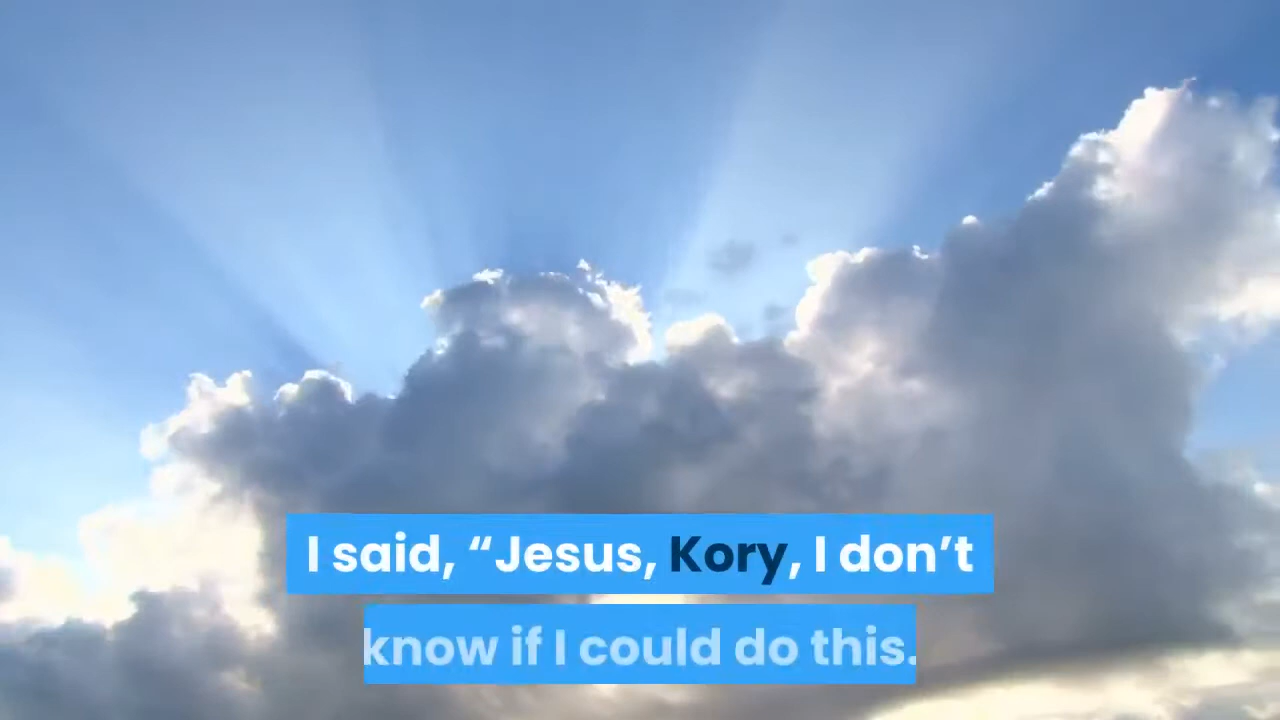 I said, “Jesus, Kory, I don’t
know if I could do this.